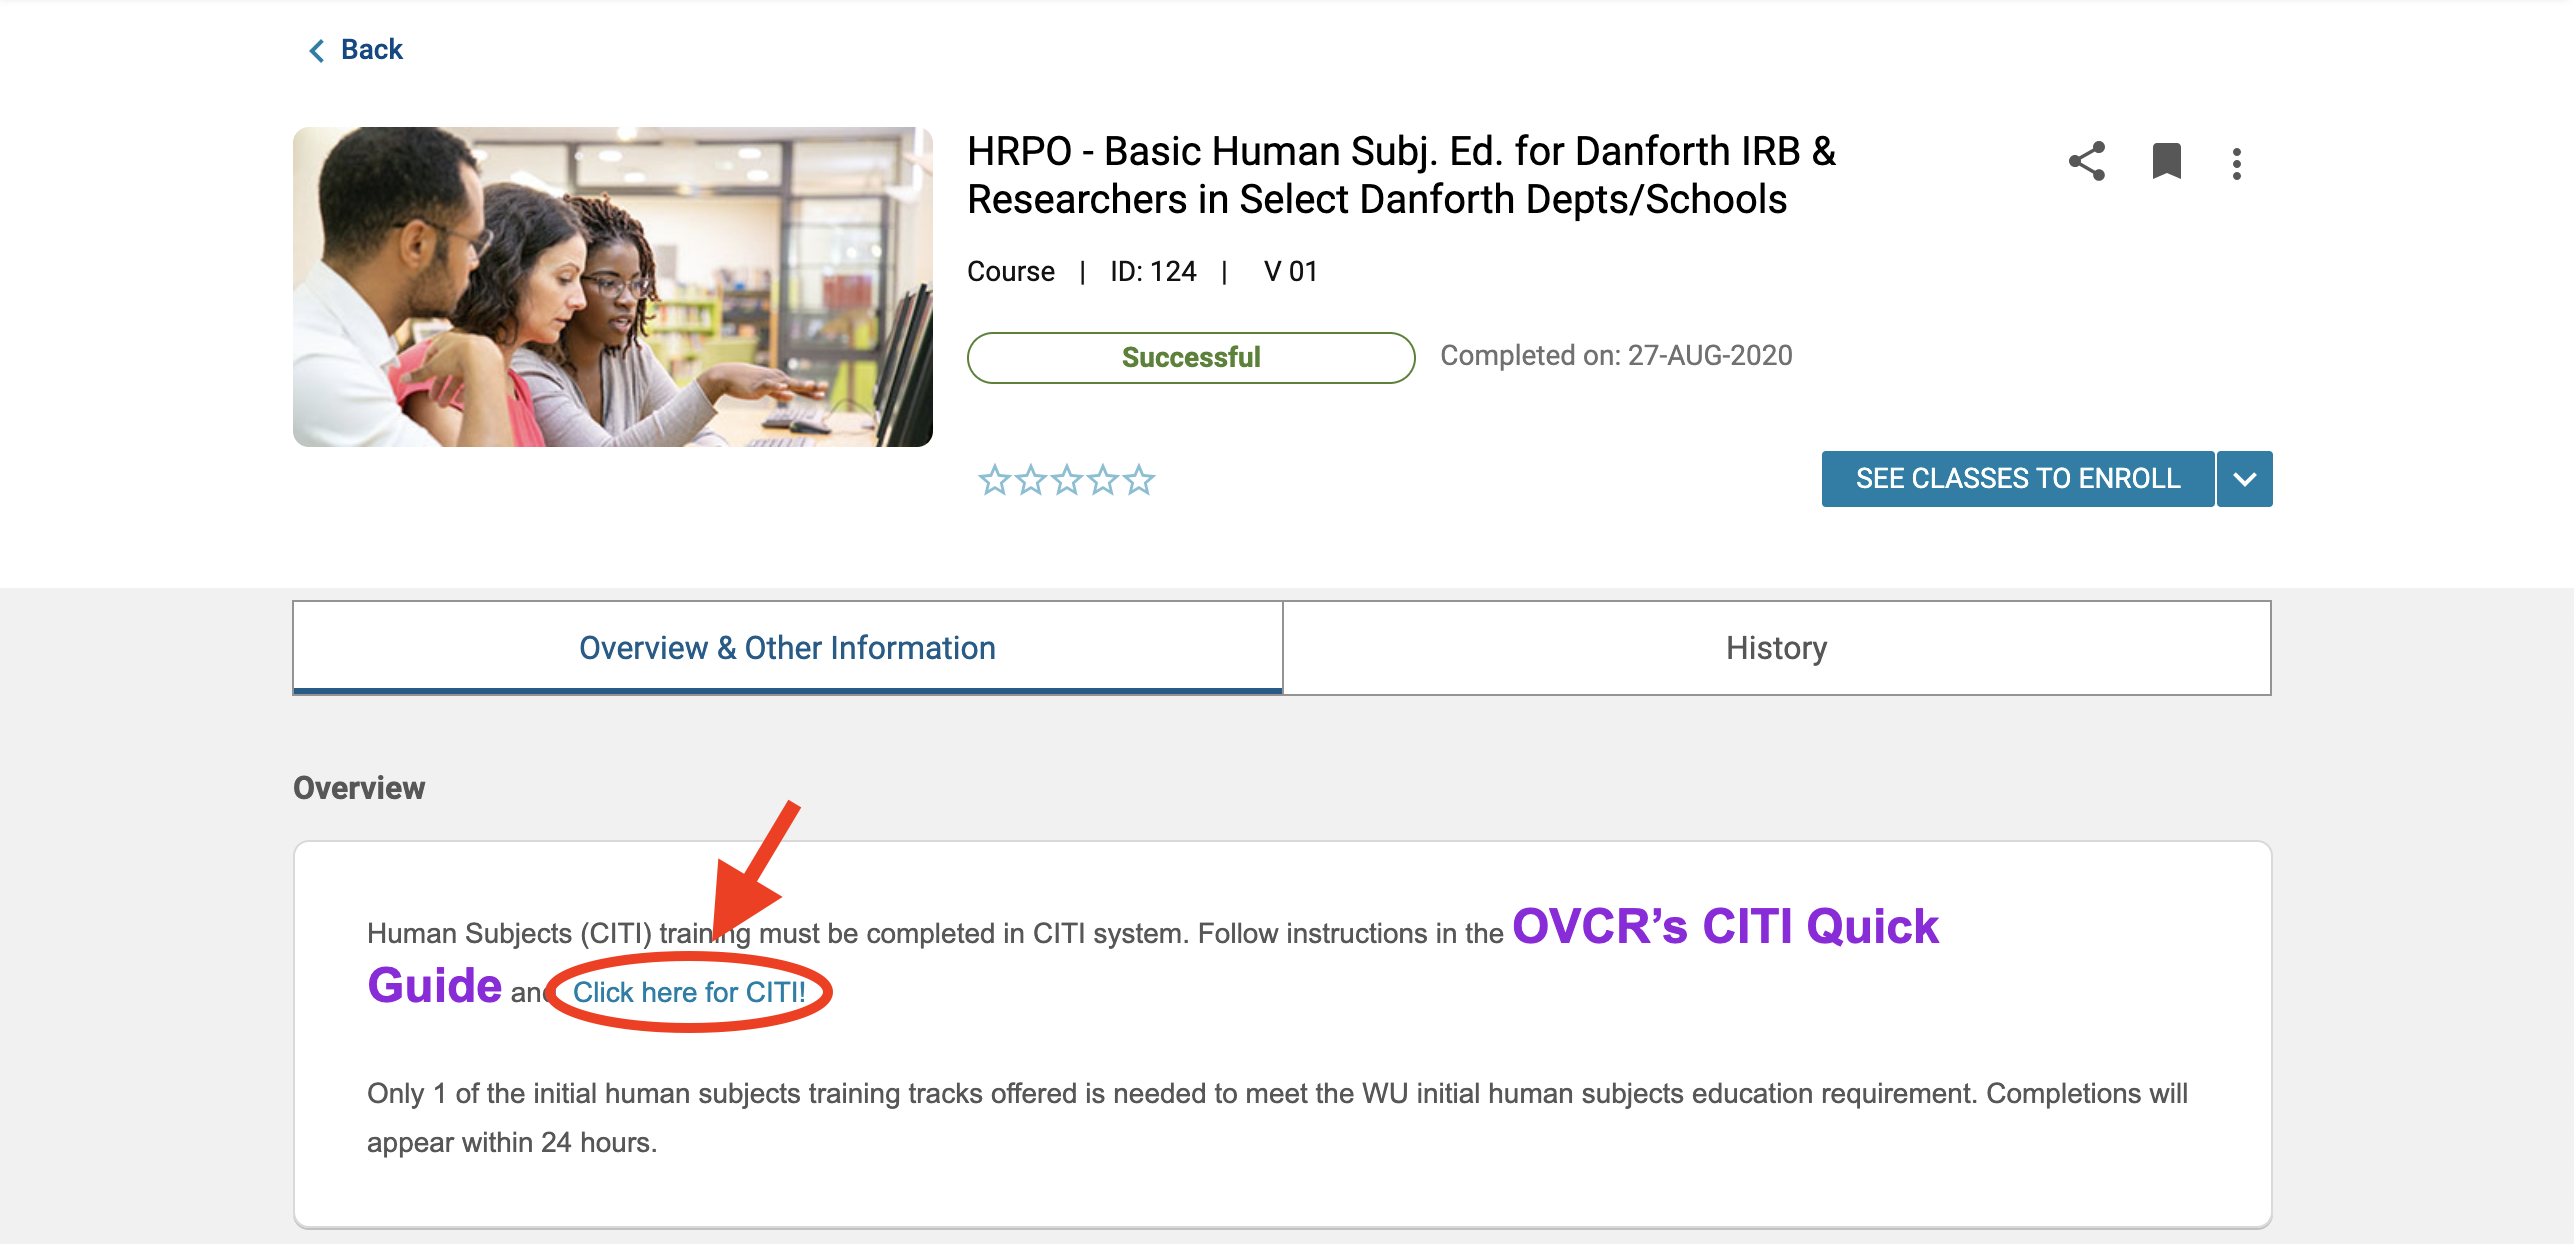 Back
HRPO - Basic Human Subj. Ed. for Danforth IRB &
Researchers in Select Danforth Depts/Schools
Course | ID: 124 | V 01
Successful
Completed on: 27-AUG-2020
SEE CLASSES TO ENROLL
Overview & Other Information
History
Overview
Human Subjects (CITI) training must be completed in CITI system. Follow instructions in the OVCR’s CITI Quick
Guide and Click here for CITI!
Only 1 of the initial human subjects training tracks offered is needed to meet the WU initial human subjects education requirement. Completions will
appear within 24 hours.